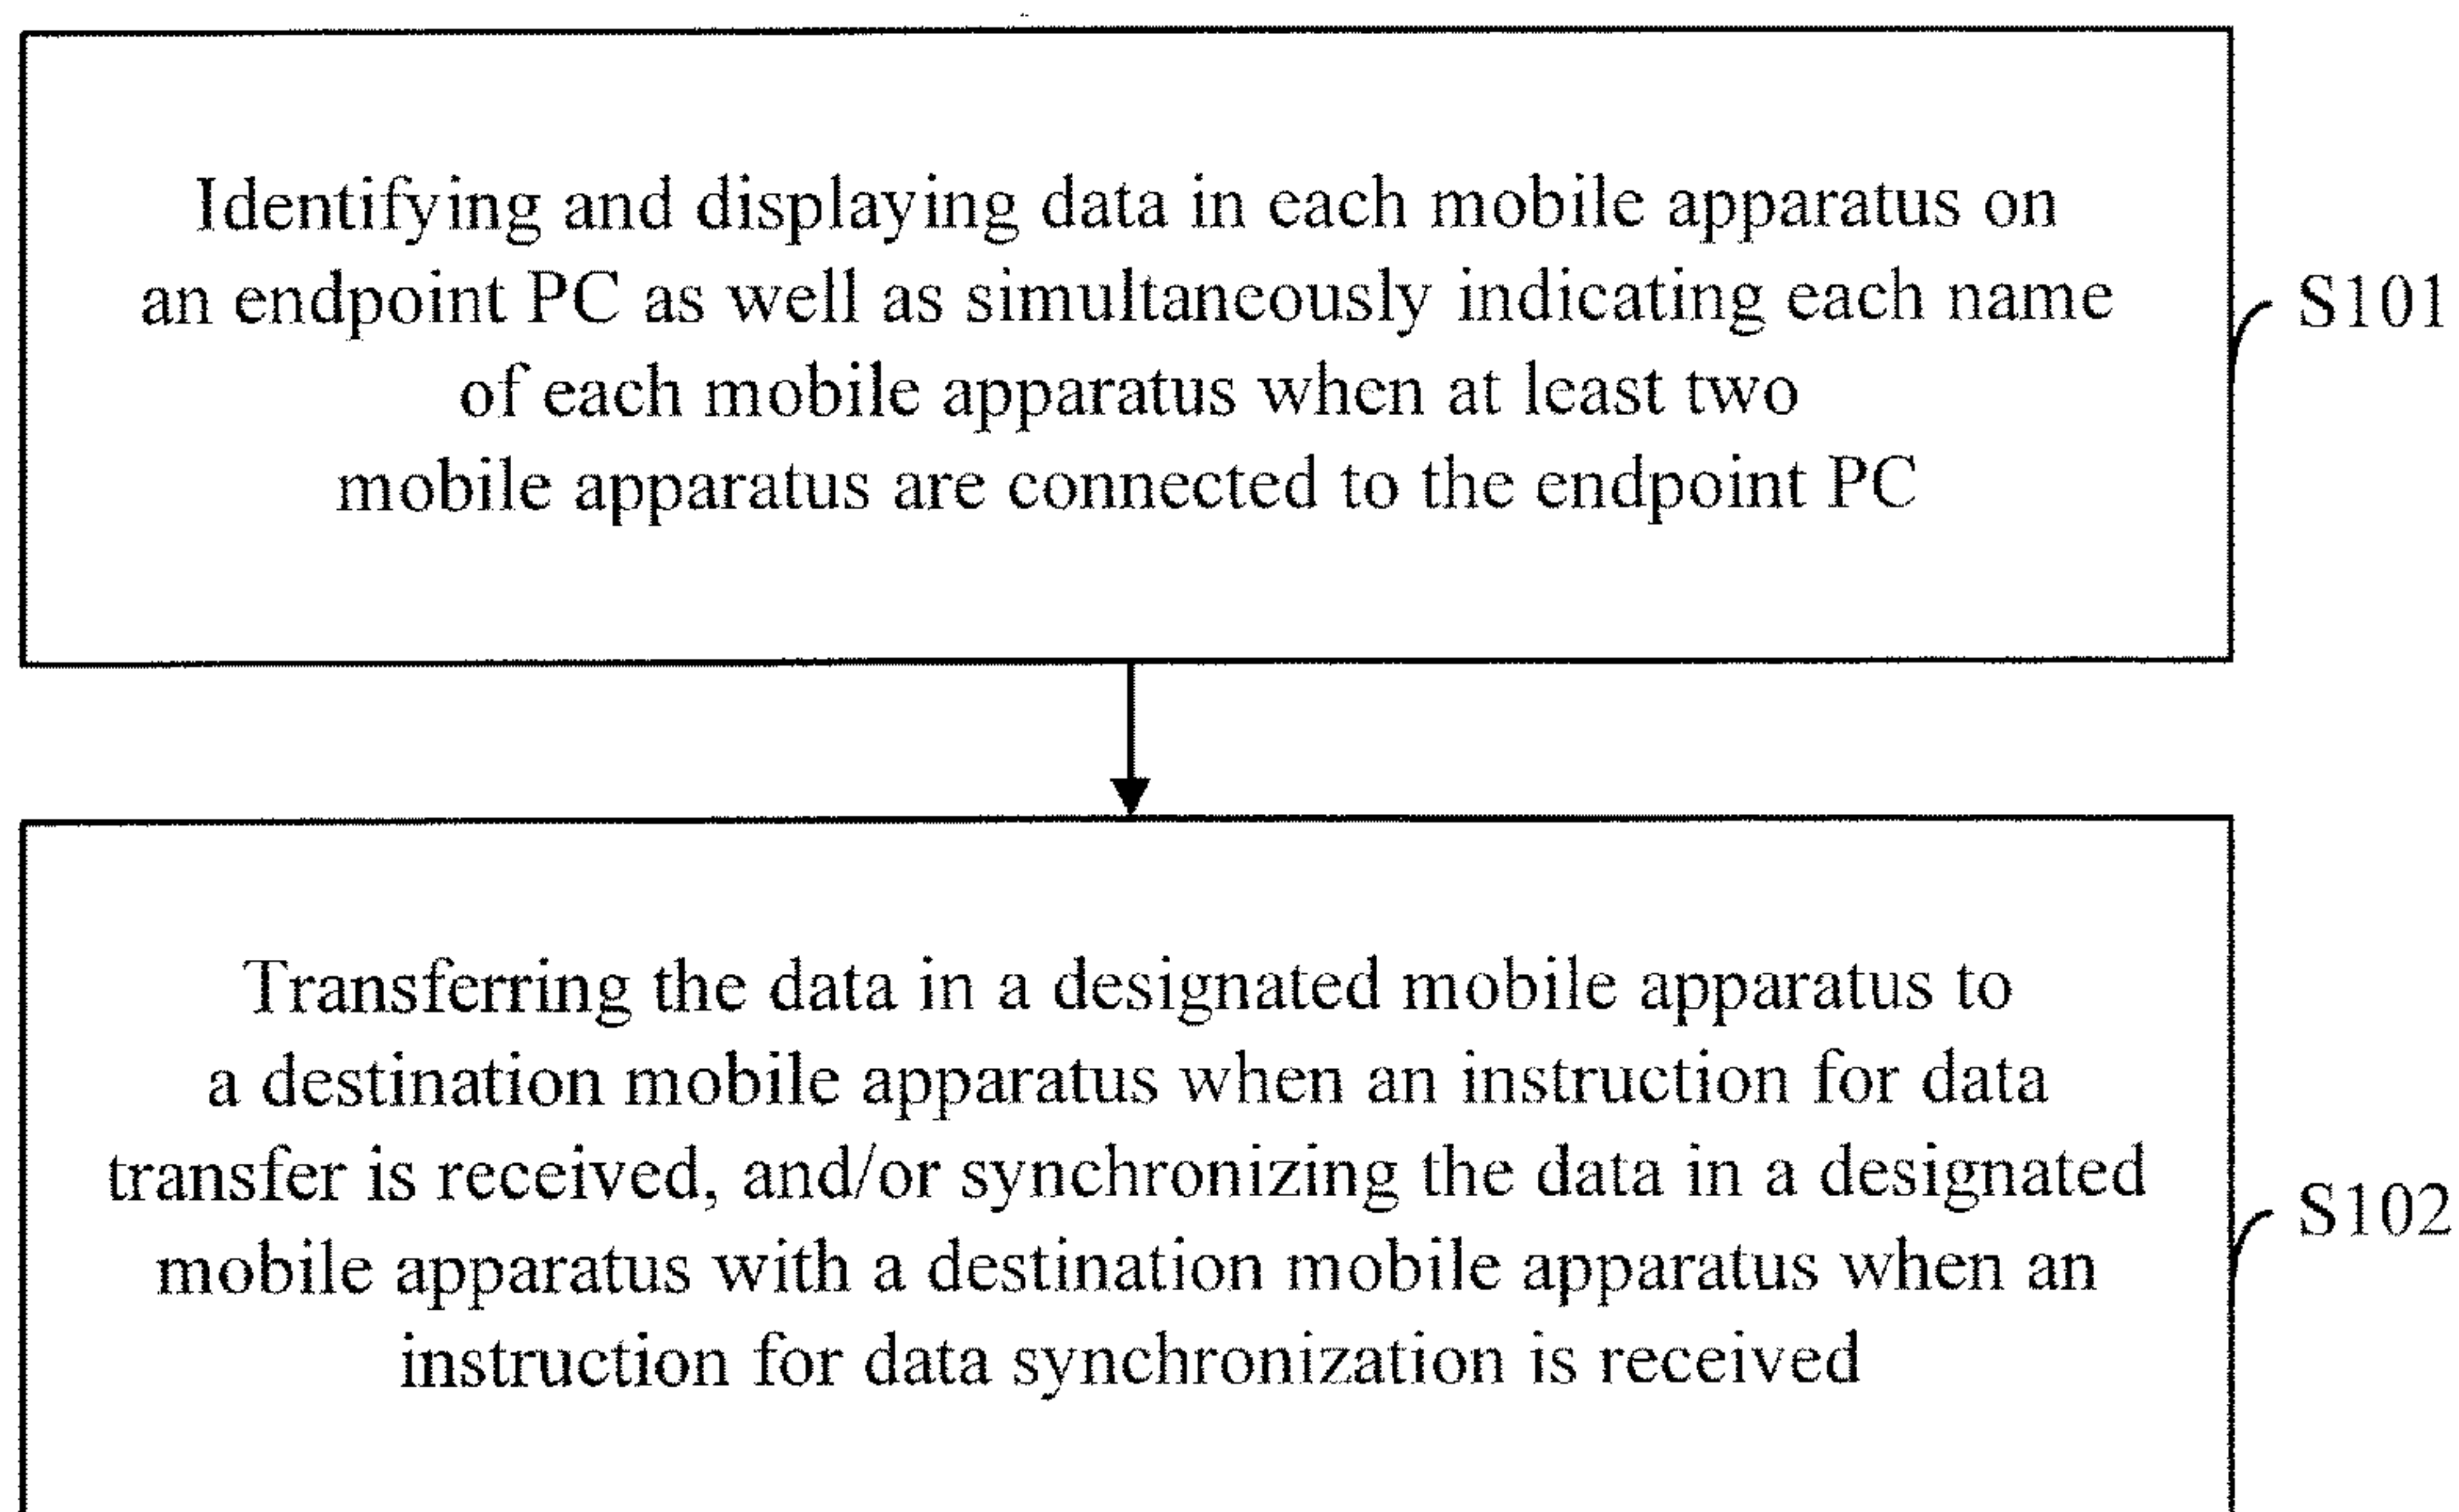 Identifying and displaying data in each mobile apparatus on
an endpoint PC as well as simultaneously indicating each name
of each mobile apparatus when at least two
mobile apparatus are connected to the endpoint PC
S101
Transferring the data in a designated mobile apparatus to
a destination mobile apparatus when an instruction for data
transfer is received, and/or synchronizing the data in a designated
mobile apparatus with a destination mobile apparatus when an
instruction for data synchronization is received
S102